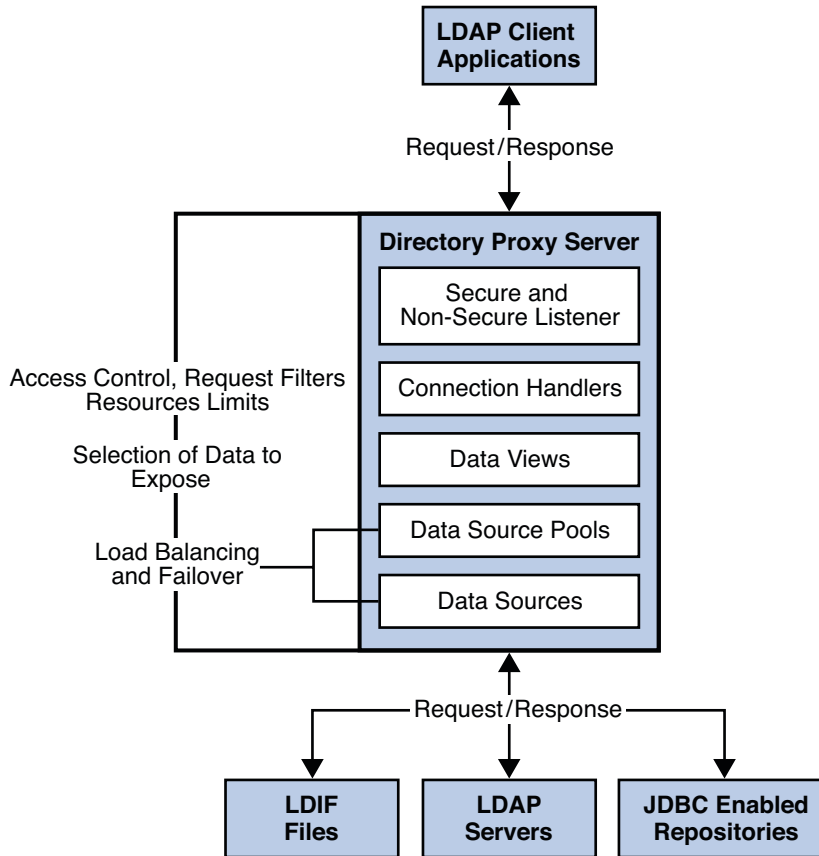 LDAP Client
Applications
Request/Response
Directory Proxy Server
Secure and
Non-Secure Listener
Access Control, Request Filters
Resources Limits
Connection Handlers
Selection of Data to
Expose
Data Views
Load Balancing
and Failover
Data Source Pools
Data Sources
Request/Response
LDIF
Files
LDAP
Servers
JDBC Enabled
Repositories